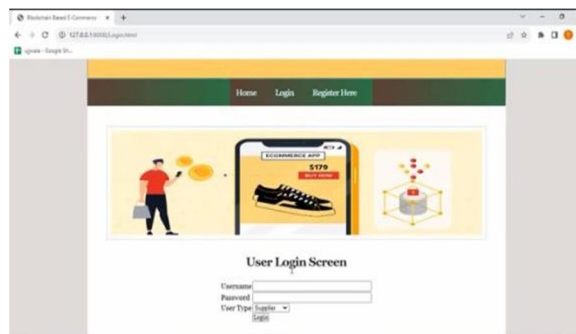 Blockchain Based E-Commerce
127.0.0.1:8000/Login.html
Home Login Register Here
ECOMMERCE APP
$179
BUY NOW
User Login Screen
Username
Password
User Type Supplier
Login